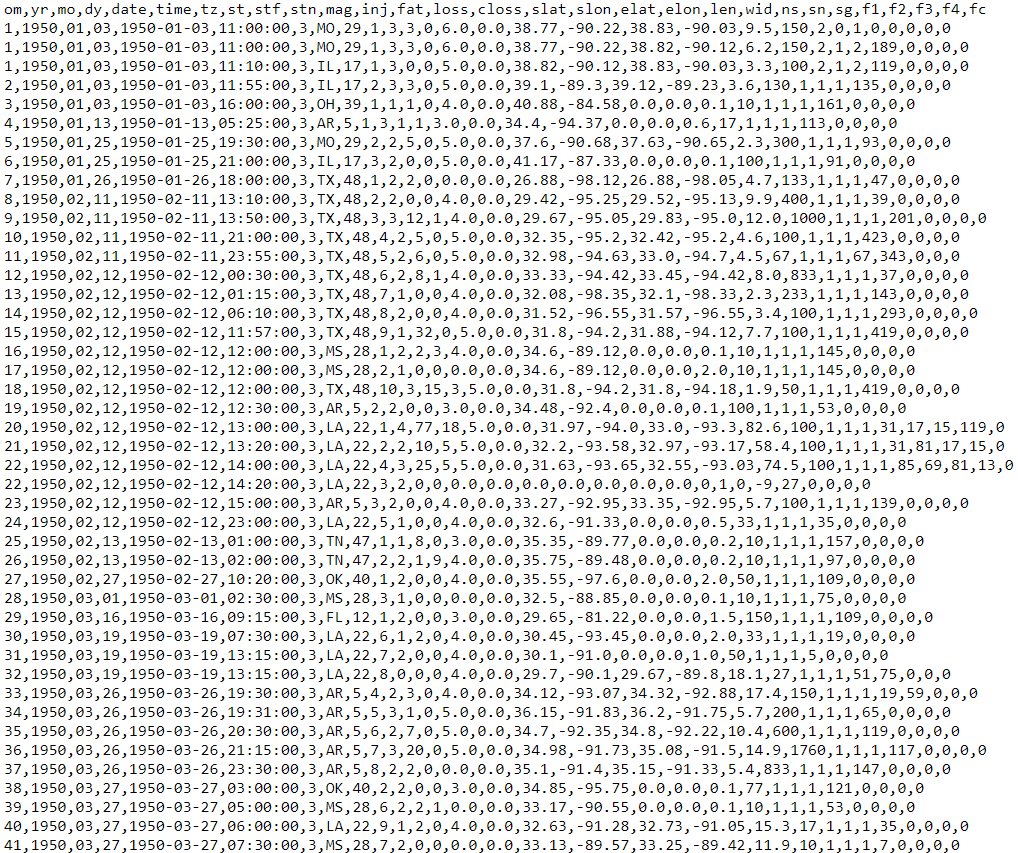 om,yr,mo,dy,date,time,tz,st,stf,stn,mag,inj,fat,loss,closs,slat,slon,elat,elon,len,wid,ns,sn,sg,f1,f2,f3,f4,fc
1,1950,01,03,1950-01-03,11:00:00,3,MO,29,1,3,3,0,6.0,0.0,38.77,-90.22,38.83,-90.03,9.5,150,2,0,1,0,0,0,0,0
1,1950,01,03,1950-01-03,11:00:00,3,MO,29,1,3,3,0,6.0,0.0,38.77,-90.22,38.82,-90.12,6.2,150,2,1,2,189,0,0,0,0
1,1950,01,03,1950-01-03,11:10:00,3,IL,17,1,3,0,0,5.0,0.0,38.82,-90.12,38.83,-90.03,3.3,100,2,1,2,119,0,0,0,0
2,1950,01,03,1950-01-03,11:55:00,3,IL,17,2,3,3,0,5.0,0.0,39.1,-89.3,39.12,-89.23,3.6,130,1,1,1,135,0,0,0,0
3,1950,01,03,1950-01-03,16:00:00,3,OH,39,1,1,1,0,4.0,0.0,40.88,-84.58,0.0,0.0,0.1,10,1,1,1,161,0,0,0,0
4,1950,01,13,1950-01-13,05:25:00,3,AR,5,1,3,1,1,3.0,0.0,34.4,-94.37,0.0,0.0,0.6,17,1,1,1,113,0,0,0,0
5,1950,01,25,1950-01-25,19:30:00,3,MO,29,2,2,5,0,5.0,0.0,37.6,-90.68,37.63,-90.65,2.3,300,1,1,1,93,0,0,0,0
6,1950,01,25,1950-01-25,21:00:00,3,IL,17,3,2,0,0,5.0,0.0,41.17,-87.33,0.0,0.0,0.1,100,1,1,1,91,0,0,0,0
7,1950,01,26,1950-01-26,18:00:00,3,TX,48,1,2,2,0,0.0,0.0,26.88,-98.12,26.88,-98.05,4.7,133,1,1,1,47,0,0,0,0
8,1950,02,11,1950-02-11,13:10:00,3,TX,48,2,2,0,0,4.0,0.0,29.42,-95.25,29.52,-95.13,9.9,400,1,1,1,39,0,0,0,0
9,1950,02,11,1950-02-11,13:50:00,3,TX,48,3,3,12,1,4.0,0.0,29.67,-95.05,29.83,-95.0,12.0,1000,1,1,1,201,0,0,0,0
10,1950,02,11,1950-02-11,21:00:00,3,TX,48,4,2,5,0,5.0,0.0,32.35,-95.2,32.42,-95.2,4.6,100,1,1,1,423,0,0,0,0
11,1950,02,11,1950-02-11,23:55:00,3,TX,48,5,2,6,0,5.0,0.0,32.98,-94.63,33.0,-94.7,4.5,67,1,1,1,67,343,0,0,0
12,1950,02,12,1950-02-12,00:30:00,3,TX,48,6,2,8,1,4.0,0.0,33.33,-94.42,33.45,-94.42,8.0,833,1,1,1,37,0,0,0,0
13,1950,02,12,1950-02-12,01:15:00,3,TX,48,7,1,0,0,4.0,0.0,32.08,-98.35,32.1,-98.33,2.3,233,1,1,1,143,0,0,0,0
14,1950,02,12,1950-02-12,06:10:00,3,TX,48,8,2,0,0,4.0,0.0,31.52,-96.55,31.57,-96.55,3.4,100,1,1,1,293,0,0,0,0
15,1950,02,12,1950-02-12,11:57:00,3,TX,48,9,1,32,0,5.0,0.0,31.8,-94.2,31.88,-94.12,7.7,100,1,1,1,419,0,0,0,0
16,1950,02,12,1950-02-12,12:00:00,3,MS,28,1,2,2,3,4.0,0.0,34.6,-89.12,0.0,0.0,0.1,10,1,1,1,145,0,0,0,0
17,1950,02,12,1950-02-12,12:00:00,3,MS,28,2,1,0,0,0.0,0.0,34.6,-89.12,0.0,0.0,2.0,10,1,1,1,145,0,0,0,0
18,1950,02,12,1950-02-12,12:00:00,3,TX,48,10,3,15,3,5.0,0.0,31.8,-94.2,31.8,-94.18,1.9,50,1,1,1,419,0,0,0,0
19,1950,02,12,1950-02-12,12:30:00,3,AR,5,2,2,0,0,3.0,0.0,34.48,-92.4,0.0,0.0,0.1,100,1,1,1,53,0,0,0,0
20,1950,02,12,1950-02-12,13:00:00,3,LA,22,1,4,77,18,5.0,0.0,31.97,-94.0,33.0,-93.3,82.6,100,1,1,1,31,17,15,119,0
21,1950,02,12,1950-02-12,13:20:00,3,LA,22,2,2,10,5,5.0,0.0,32.2,-93.58,32.97,-93.17,58.4,100,1,1,1,31,81,17,15,0
22,1950,02,12,1950-02-12,14:00:00,3,LA,22,4,3,25,5,5.0,0.0,31.63,-93.65,32.55,-93.03,74.5,100,1,1,1,85,69,81,13,0
22,1950,02,12,1950-02-12,14:20:00,3,LA,22,3,2,0,0,0.0,0.0,0.0,0.0,0.0,0.0,0.0,0,1,0,-9,27,0,0,0,0
23,1950,02,12,1950-02-12,15:00:00,3,AR,5,3,2,0,0,4.0,0.0,33.27,-92.95,33.35,-92.95,5.7,100,1,1,1,139,0,0,0,0
24,1950,02,12,1950-02-12,23:00:00,3,LA,22,5,1,0,0,4.0,0.0,32.6,-91.33,0.0,0.0,0.5,33,1,1,1,35,0,0,0,0
25,1950,02,13,1950-02-13,01:00:00,3,TN,47,1,1,8,0,3.0,0.0,35.35,-89.77,0.0,0.0,0.2,10,1,1,1,157,0,0,0,0
26,1950,02,13,1950-02-13,02:00:00,3,TN,47,2,2,1,9,4.0,0.0,35.75,-89.48,0.0,0.0,0.2,10,1,1,1,97,0,0,0,0
27,1950,02,27,1950-02-27,10:20:00,3,OK,40,1,2,0,0,4.0,0.0,35.55,-97.6,0.0,0.0,2.0,50,1,1,1,109,0,0,0,0
28,1950,03,01,1950-03-01,02:30:00,3,MS,28,3,1,0,0,0.0,0.0,32.5,-88.85,0.0,0.0,0.1,10,1,1,1,75,0,0,0,0
29,1950,03,16,1950-03-16,09:15:00,3,FL,12,1,2,0,0,3.0,0.0,29.65,-81.22,0.0,0.0,1.5,150,1,1,1,109,0,0,0,0
30,1950,03,19,1950-03-19,07:30:00,3,LA,22,6,1,2,0,4.0,0.0,30.45,-93.45,0.0,0.0,2.0,33,1,1,1,19,0,0,0,0
31,1950,03,19,1950-03-19,13:15:00,3,LA,22,7,2,0,0,4.0,0.0,30.1,-91.0,0.0,0.0,1.0,50,1,1,1,5,0,0,0,0
32,1950,03,19,1950-03-19,13:15:00,3,LA,22,8,0,0,0,4.0,0.0,29.7,-90.1,29.67,-89.8,18.1,27,1,1,1,51,75,0,0,0
33,1950,03,26,1950-03-26,19:30:00,3,AR,5,4,2,3,0,4.0,0.0,34.12,-93.07,34.32,-92.88,17.4,150,1,1,1,19,59,0,0,0
34,1950,03,26,1950-03-26,19:31:00,3,AR,5,5,3,1,0,5.0,0.0,36.15,-91.83,36.2,-91.75,5.7,200,1,1,1,65,0,0,0,0
35,1950,03,26,1950-03-26,20:30:00,3,AR,5,6,2,7,0,5.0,0.0,34.7,-92.35,34.8,-92.22,10.4,600,1,1,1,119,0,0,0,0
36,1950,03,26,1950-03-26,21:15:00,3,AR,5,7,3,20,0,5.0,0.0,34.98,-91.73,35.08,-91.5,14.9,1760,1,1,1,117,0,0,0,0
37,1950,03,26,1950-03-26,23:30:00,3,AR,5,8,2,2,0,0.0,0.0,35.1,-91.4,35.15,-91.33,5.4,833,1,1,1,147,0,0,0,0
38,1950,03,27,1950-03-27,03:00:00,3,OK,40,2,2,0,0,3.0,0.0,34.85,-95.75,0.0,0.0,0.1,77,1,1,1,121,0,0,0,0
39,1950,03,27,1950-03-27,05:00:00,3,MS,28,6,2,2,1,0.0,0.0,33.17,-90.55,0.0,0.0,0.1,10,1,1,1,53,0,0,0,0
40,1950,03,27,1950-03-27,06:00:00,3,LA,22,9,1,2,0,4.0,0.0,32.63,-91.28,32.73,-91.05,15.3,17,1,1,1,35,0,0,0,0
41,1950,03,27,1950-03-27,07:30:00,3,MS,28,7,2,0,0,0.0,0.0,33.13,-89.57,33.25,-89.42,11.9,10,1,1,1,7,0,0,0,0